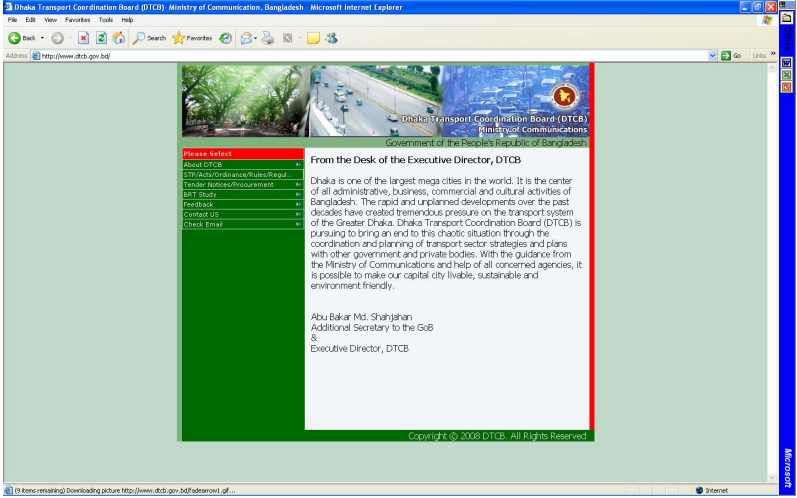 Dhaka Transport Coordination Board (DTCB)- Ministry of Communication, Bangladesh - Microsoft Internet Explorer
File Edit View Favorites Tools Help
Back Search Favorites
Address http://www.dtcb.gov.bd/ Go Links »
Office
Dhaka Transport Coordination Board (DTCB)
Ministry of Communications
Government of the People's Republic of Bangladesh
Please Select
About DTCB
STP/Acts/Ordinance/Rules/Regul...
Tender Notices/Procurement
BRT Study
Feedback
Contact US
Check Email
From the Desk of the Executive Director, DTCB
Dhaka is one of the largest mega cities in the world. It is the center
of all administrative, business, commercial and cultural activities of
Bangladesh. The rapid and unplanned developments over the past
decades have created tremendous pressure on the transport system
of the Greater Dhaka. Dhaka Transport Coordination Board (DTCB) is
pursuing to bring an end to this chaotic situation through the
coordination and planning of transport sector strategies and plans
with other government and private bodies. With the guidance from
the Ministry of Communications and help of all concerned agencies, it
is possible to make our capital city livable, sustainable and
environment friendly.
Abu Bakar Md. Shahjahan
Additional Secretary to the GoB
&
Executive Director, DTCB
Copyright © 2008 DTCB. All Rights Reserved
Microsoft
(9 items remaining) Downloading picture http://www.dtcb.gov.bd/fadearrow1.gif... Internet